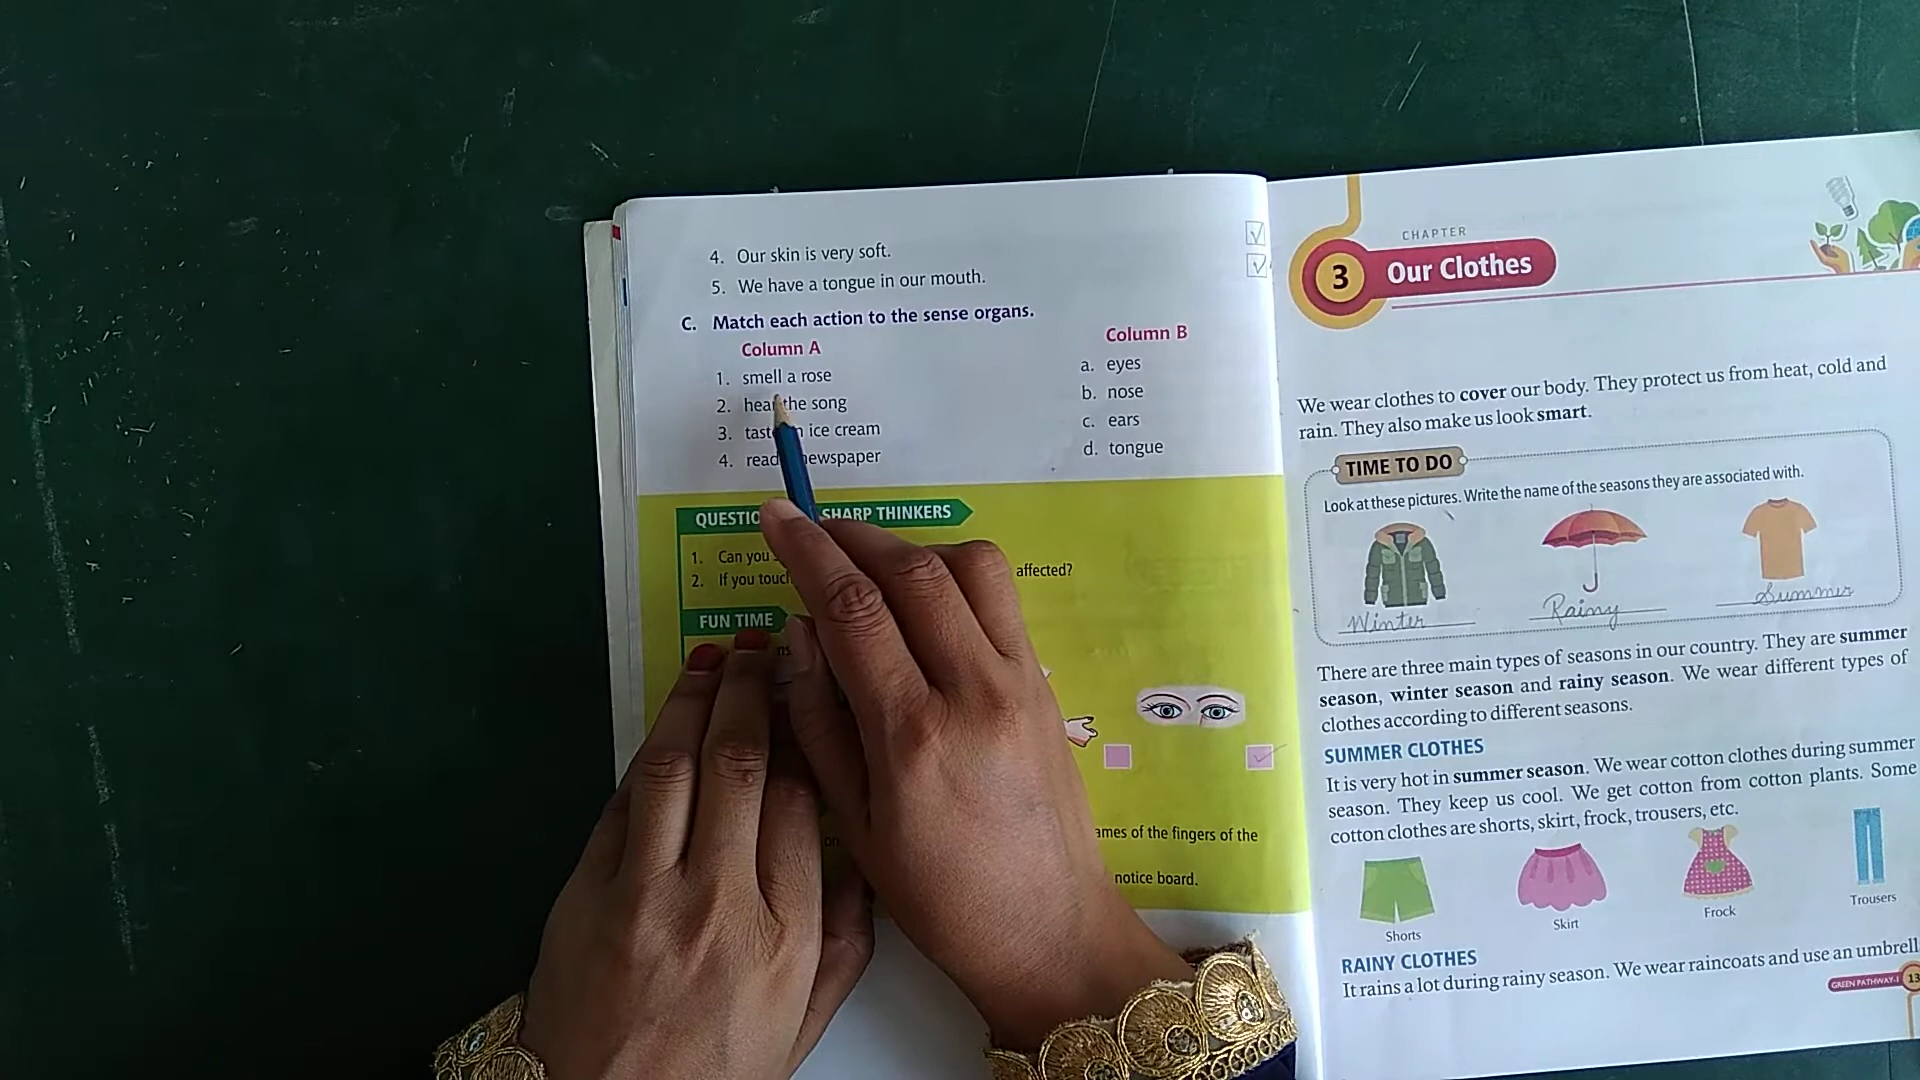 4. Our skin is very soft.
5. We have a tongue in our mouth.
C. Match each action to the sense organs.
Column A Column B
1. smell a rose a. eyes
2. hear the song b. nose
3. taste ice cream c. ears
4. read newspaper d. tongue
SHARP THINKERS
1. Can you
2. If you touch affected?
FUN TIME
ames of the fingers of the
notice board.
CHAPTER
3 Our Clothes
We wear clothes to cover our body. They protect us from heat, cold and
rain. They also make us look smart.
TIME TO DO
Look at these pictures. Write the name of the seasons they are associated with.
Winter Rainy Summer
There are three main types of seasons in our country. They are summer
season, winter season and rainy season. We wear different types of
clothes according to different seasons.
SUMMER CLOTHES
It is very hot in summer season. We wear cotton clothes during summer
season. They keep us cool. We get cotton from cotton plants. Some
cotton clothes are shorts, skirt, frock, trousers, etc.
Shorts Skirt Frock Trousers
RAINY CLOTHES
It rains a lot during rainy season. We wear raincoats and use an umbrell
GREEN PATHWAY-1 13